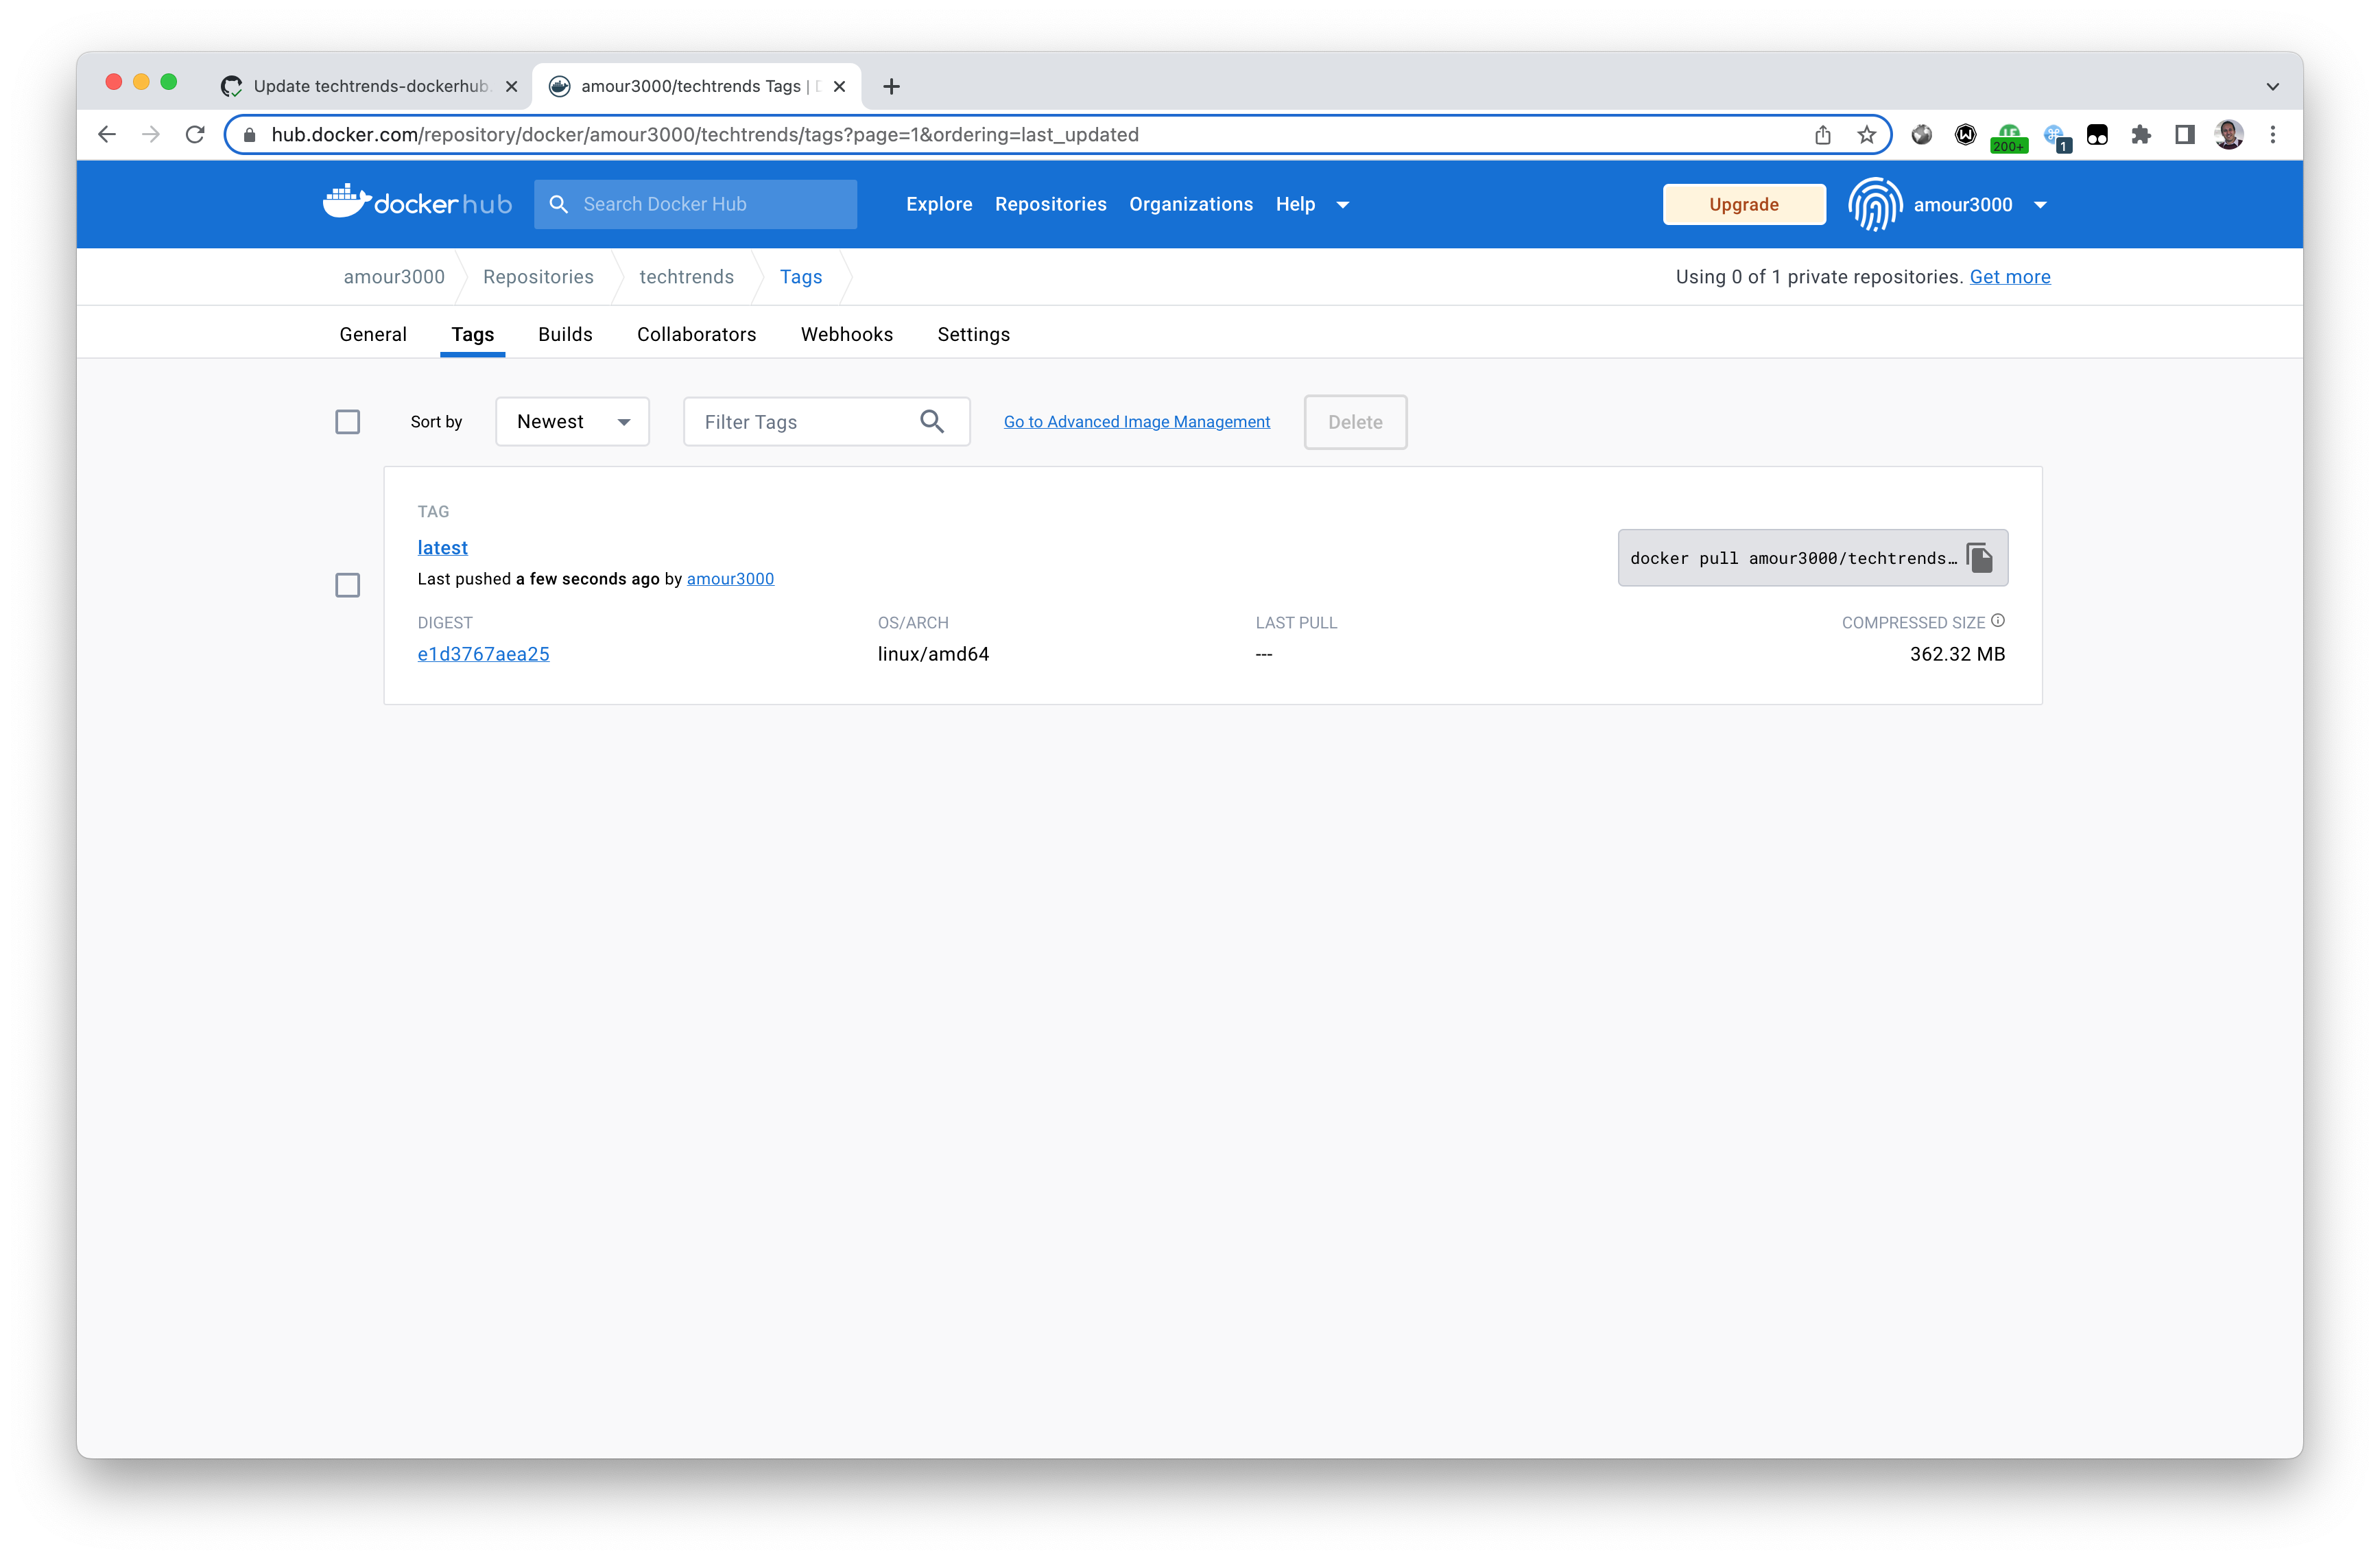 Update techtrends-dockerhub.
amour3000/techtrends Tags |
hub.docker.com/repository/docker/amour3000/techtrends/tags?page=1&ordering=last_updated
200+
1
docker hub
Search Docker Hub
Explore
Repositories
Organizations
Help
Upgrade
amour3000
amour3000
Repositories
techtrends
Tags
Using 0 of 1 private repositories. Get more
General
Tags
Builds
Collaborators
Webhooks
Settings
Sort by
Newest
Filter Tags
Go to Advanced Image Management
Delete
TAG
latest
Last pushed a few seconds ago by amour3000
docker pull amour3000/techtrends…
DIGEST
OS/ARCH
LAST PULL
COMPRESSED SIZE
e1d3767aea25
linux/amd64
---
362.32 MB